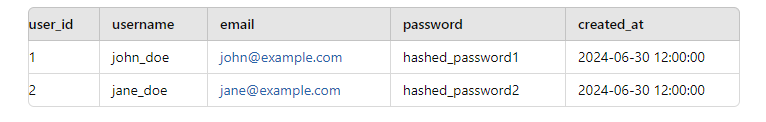 user_id username email password created_at
1 john_doe john@example.com hashed_password1 2024-06-30 12:00:00
2 jane_doe jane@example.com hashed_password2 2024-06-30 12:00:00